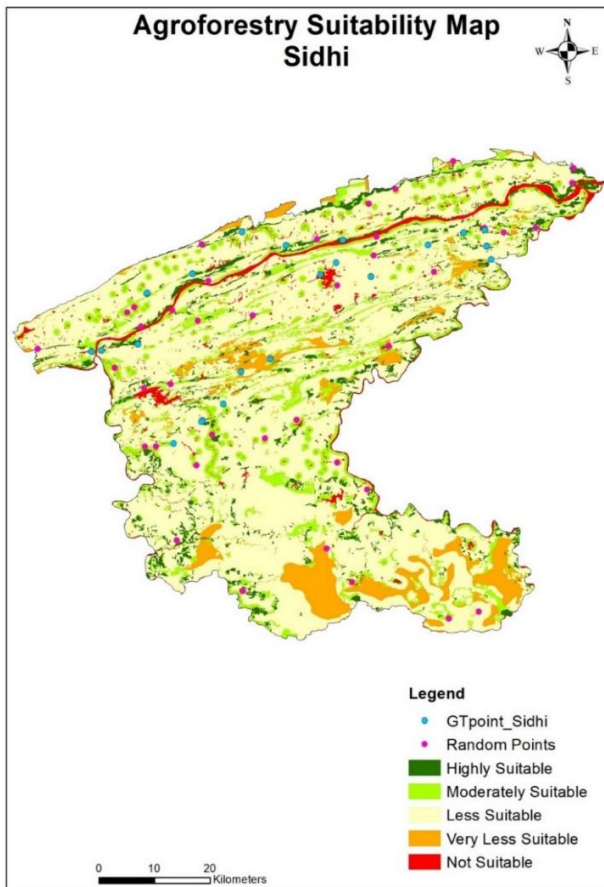 Agroforestry Suitability Map
Sidhi
N
W E
S
Legend
GTpoint_Sidhi
Random Points
Highly Suitable
Moderately Suitable
Less Suitable
Very Less Suitable
Not Suitable
0 10 20
Kilometers